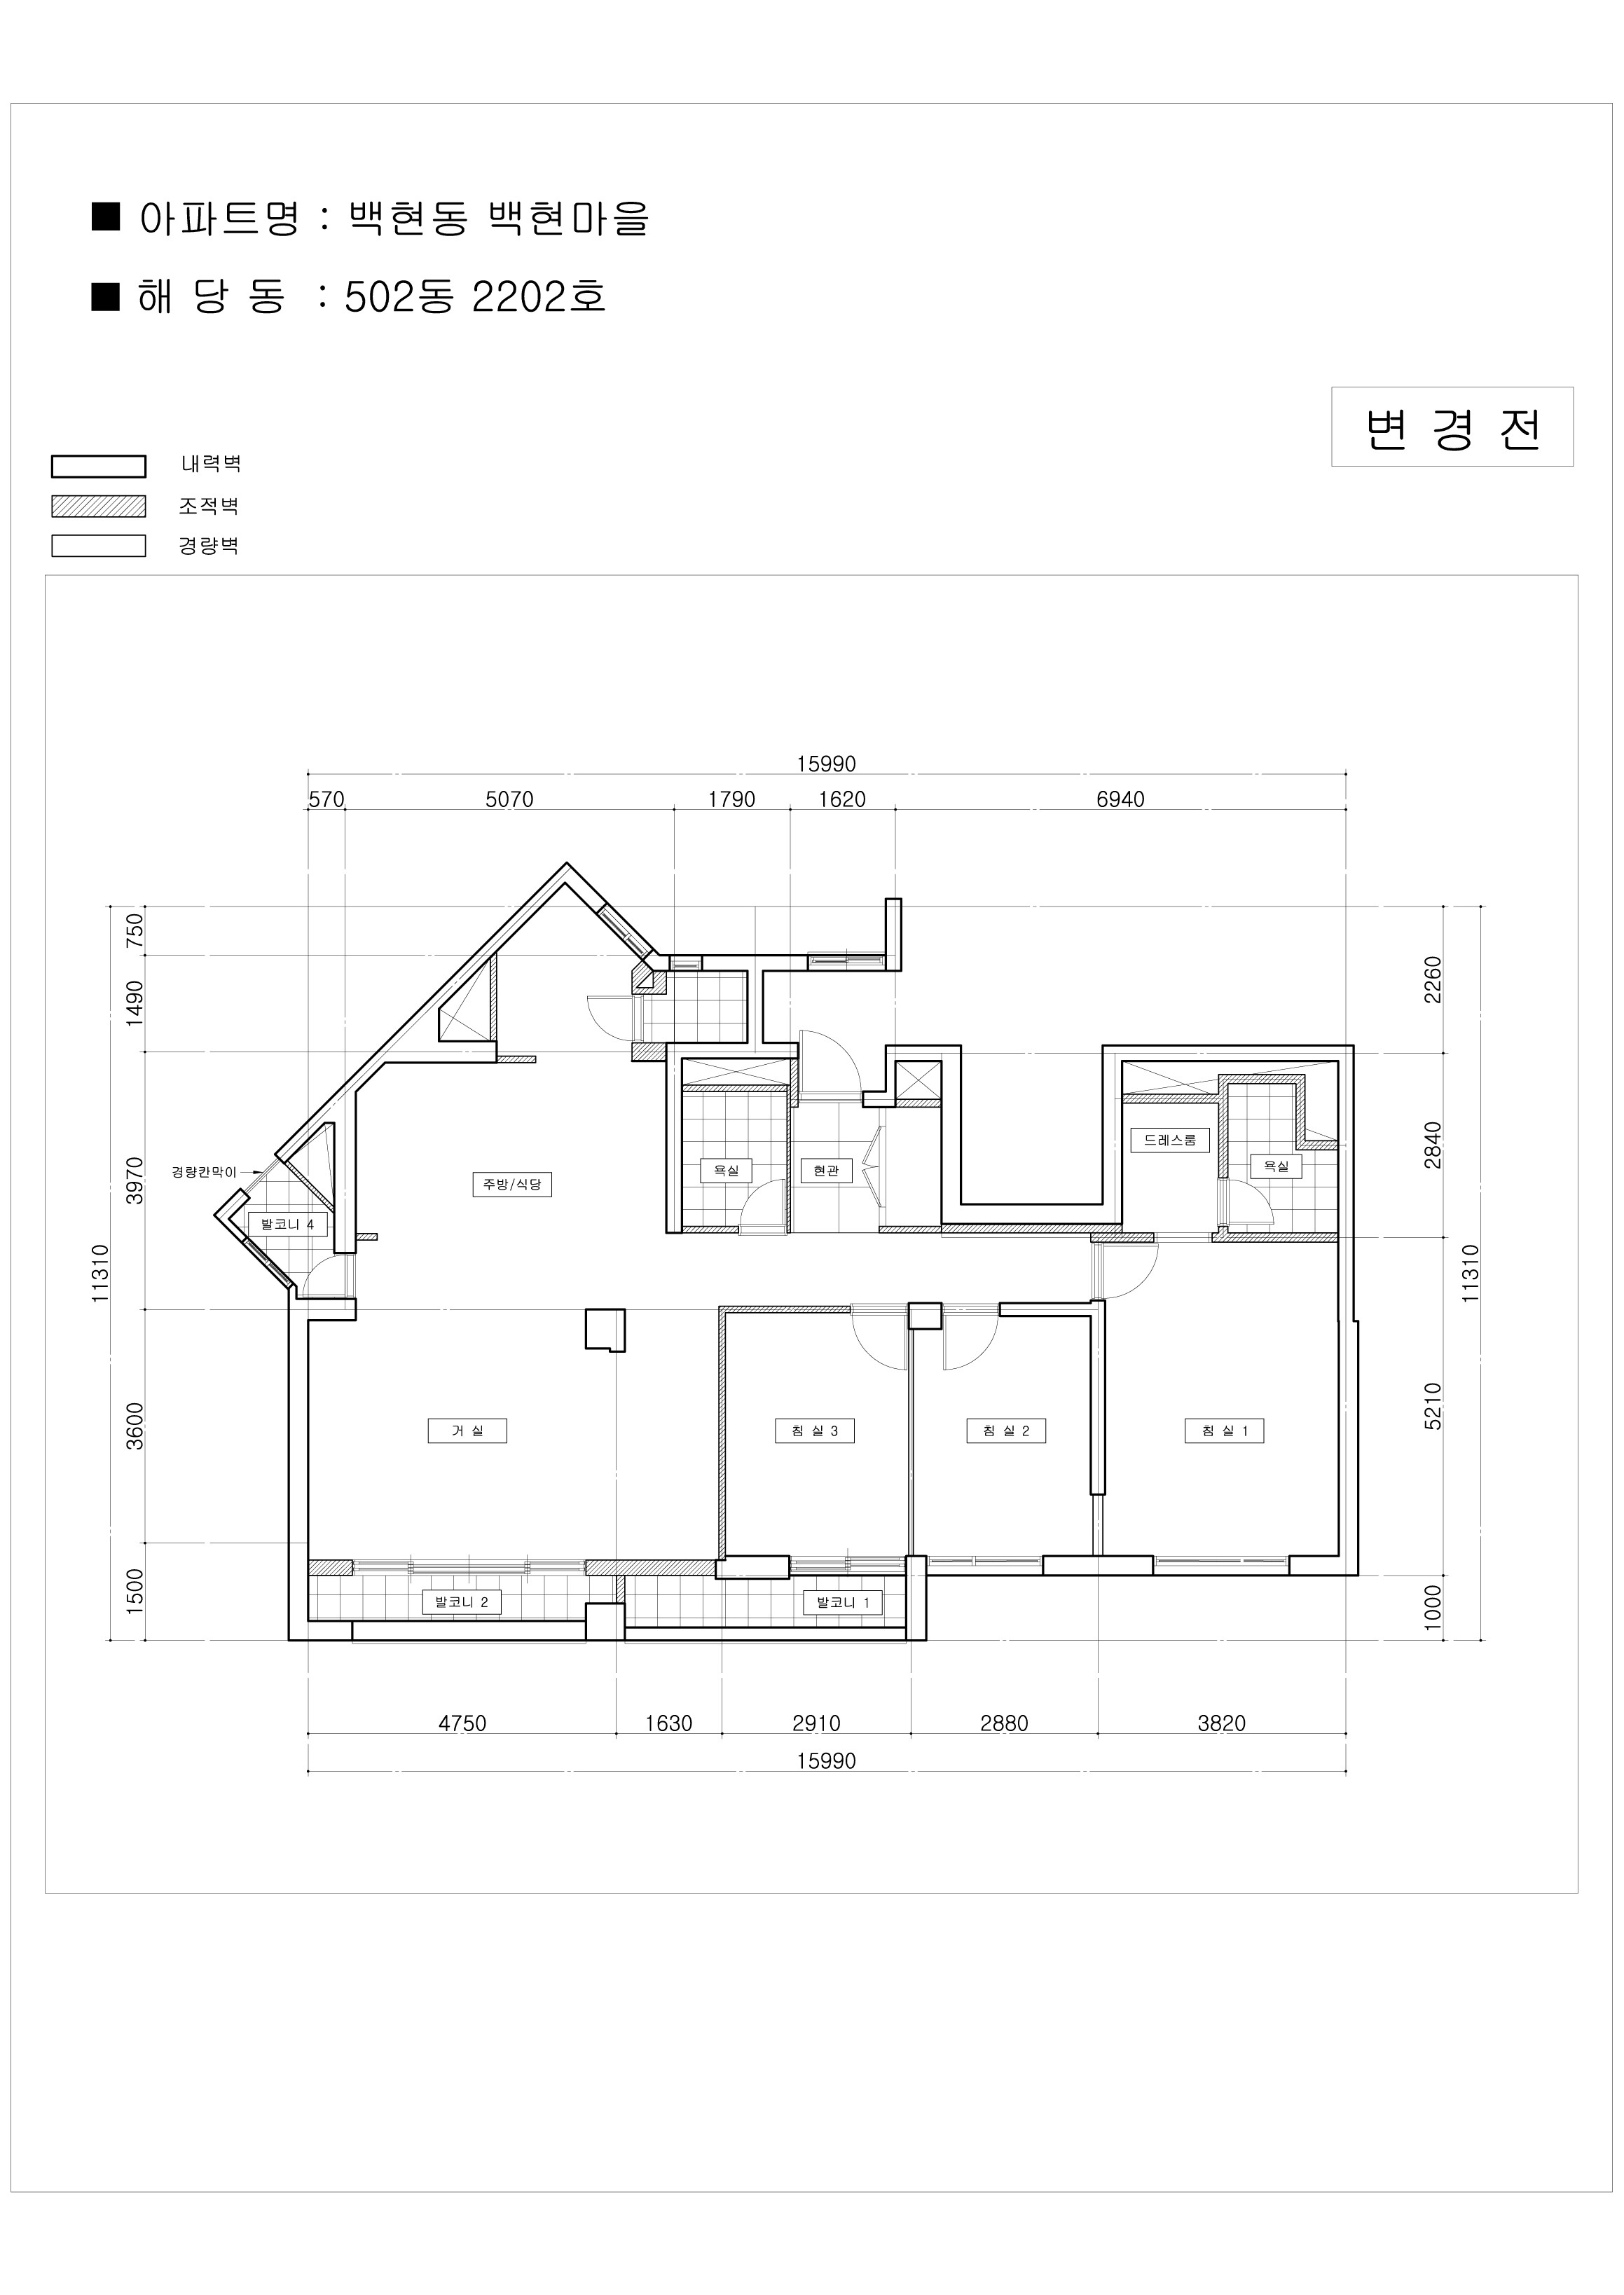 ■ 아파트명 : 백현동 백현마을
■ 해 당 동 : 502동 2202호
변 경 전
내력벽
조적벽
경량벽
15990
570 5070 1790 1620 6940
750
1490
3970
3600
1500
11310
2260
2840
5210
1000
11310
경량칸막이
발코니 4
주방/식당
욕실
현관
드레스룸
욕실
거 실
침 실 3
침 실 2
침 실 1
발코니 2
발코니 1
4750 1630 2910 2880 3820
15990